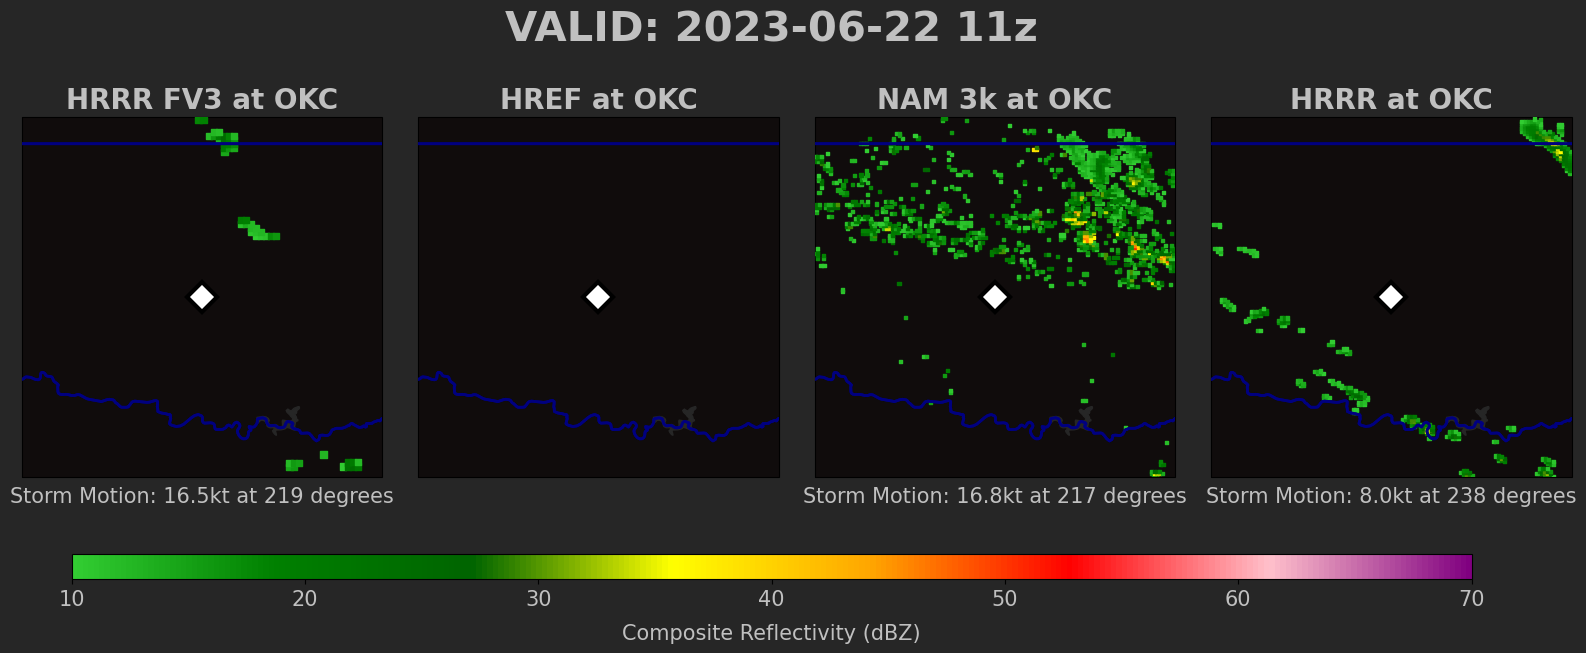 VALID: 2023-06-22 11z
HRRR FV3 at OKC
HREF at OKC
NAM 3k at OKC
HRRR at OKC
Storm Motion: 16.5kt at 219 degrees
Storm Motion: 16.8kt at 217 degrees
Storm Motion: 8.0kt at 238 degrees
10 20 30 40 50 60 70
Composite Reflectivity (dBZ)